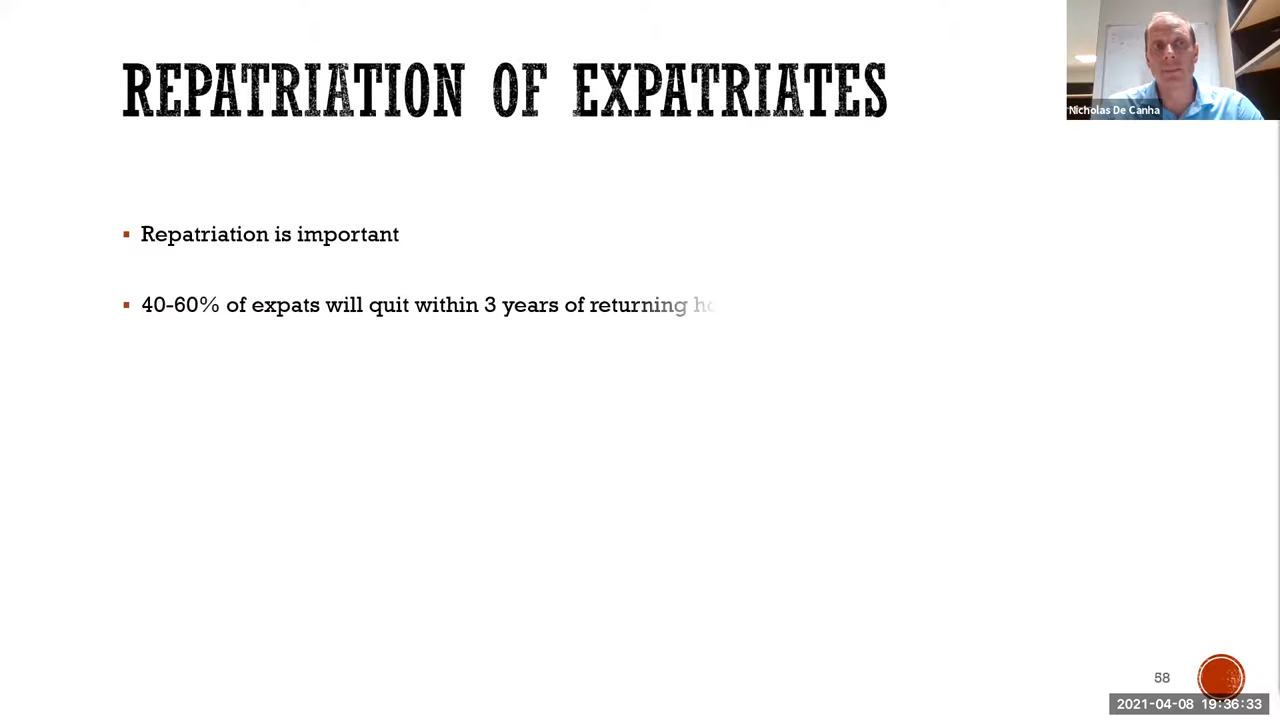 REPATRIATION OF EXPATRIATES
Nicholas De Canha
Repatriation is important
40-60% of expats will quit within 3 years of returning
58
2021-04-08 19:36:33